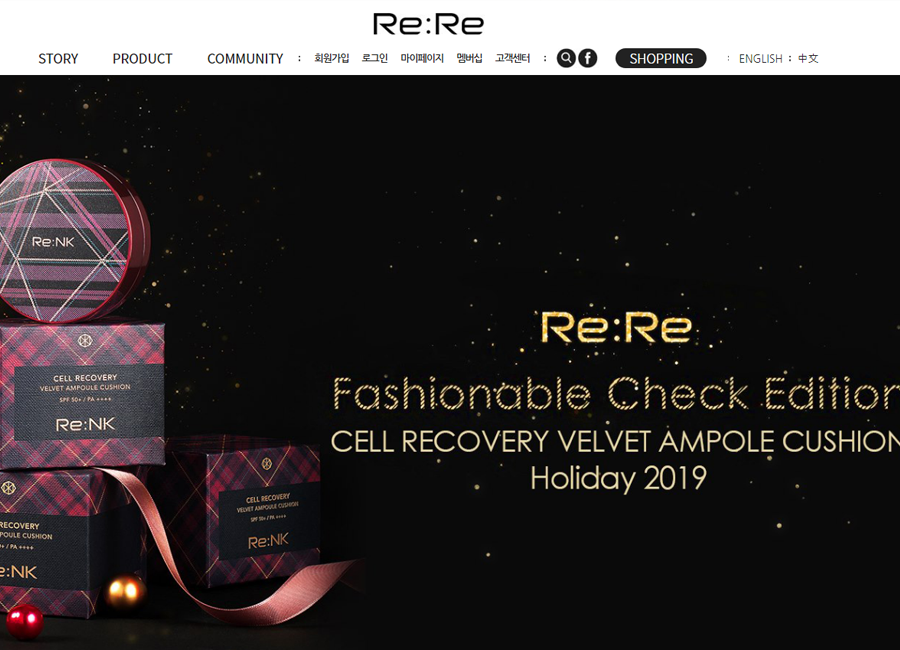 Re:Re
STORY PRODUCT COMMUNITY : 회원가입 로그인 마이페이지 멤버십 고객센터 : f SHOPPING : ENGLISH : 中文
Re:NK
CELL RECOVERY
VELVET AMPOULE CUSHION
SPF 50+ / PA ++++
Re:NK
CELL RECOVERY
VELVET AMPOULE CUSHION
SPF 50+ / PA ++++
Re:NK
RECOVERY
POULE CUSHION
+ / PA ++++
e:NK
Re:Re
Fashionable Check Edition
CELL RECOVERY VELVET AMPOLE CUSHION
Holiday 2019